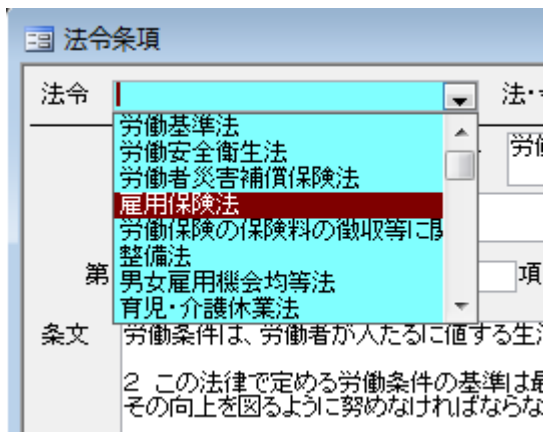 法令条項
法令 法・
労働基準法
労働安全衛生法
労働者災害補償保険法
雇用保険法
労働保険の保険料の徴収等に
整備法
男女雇用機会均等法
育児・介護休業法
第 項
条文 労働条件は、労働者が人たるに値する生
2 この法律で定める労働条件の基準は最
その向上を図るように努めなければならな